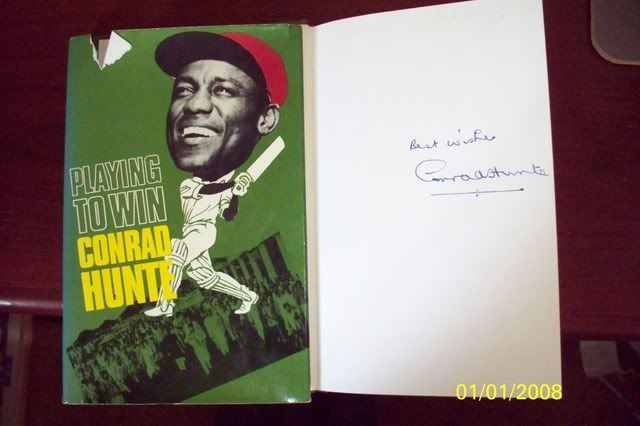 PLAYING
TO WIN
CONRAD
HUNTE
Best wishes
Conrad Hunte
01/01/2008